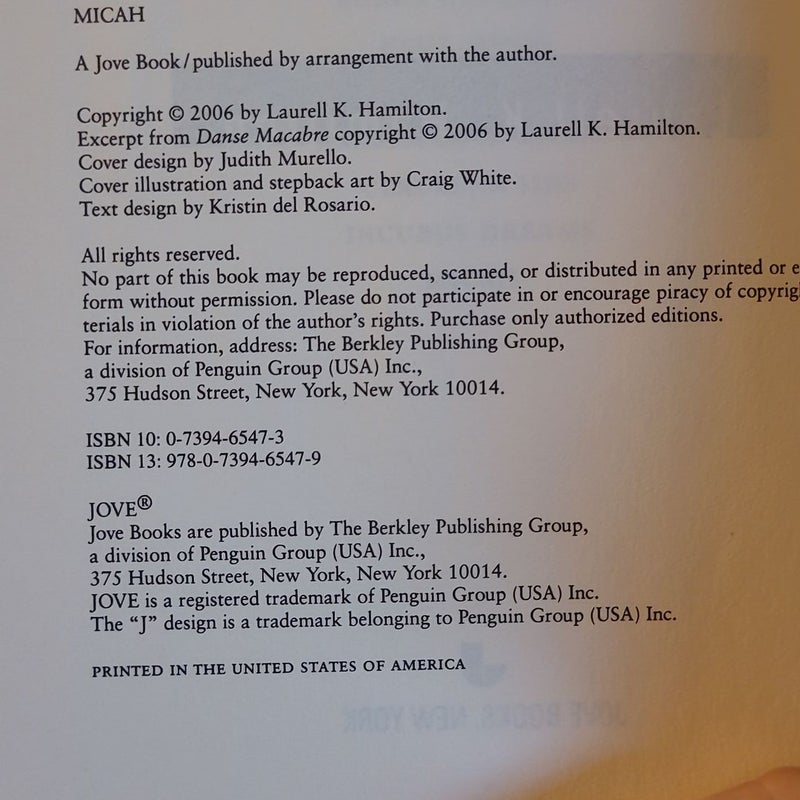 MICAH
A Jove Book / published by arrangement with the author.
Copyright © 2006 by Laurell K. Hamilton.
Excerpt from Danse Macabre copyright © 2006 by Laurell K. Hamilton.
Cover design by Judith Murello.
Cover illustration and stepback art by Craig White.
Text design by Kristin del Rosario.
All rights reserved.
No part of this book may be reproduced, scanned, or distributed in any printed or e
form without permission. Please do not participate in or encourage piracy of copyrig
terials in violation of the author's rights. Purchase only authorized editions.
For information, address: The Berkley Publishing Group,
a division of Penguin Group (USA) Inc.,
375 Hudson Street, New York, New York 10014.
ISBN 10: 0-7394-6547-3
ISBN 13: 978-0-7394-6547-9
JOVE®
Jove Books are published by The Berkley Publishing Group,
a division of Penguin Group (USA) Inc.,
375 Hudson Street, New York, New York 10014.
JOVE is a registered trademark of Penguin Group (USA) Inc.
The “J” design is a trademark belonging to Penguin Group (USA) Inc.
PRINTED IN THE UNITED STATES OF AMERICA
JOVE BOOKS, NEW YORK